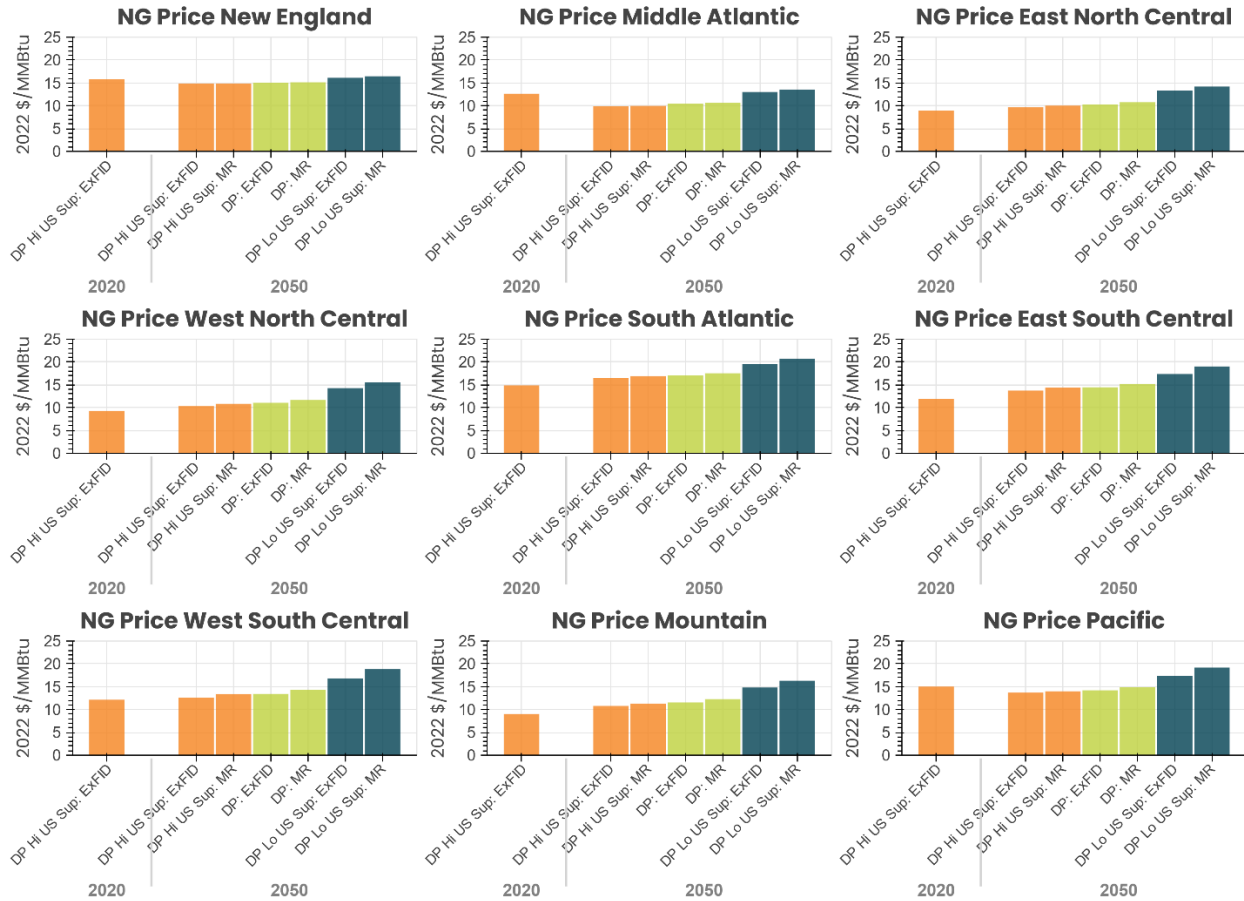 NG Price New England
2022 $/MMBtu
25
20
15
10
5
0
DP Hi US Sup: ExFID
DP Hi US Sup: ExFID
DP Hi US Sup: MR
DP: ExFID
DP: MR
DP Lo US Sup: ExFID
DP Lo US Sup: MR
2020
2050
NG Price Middle Atlantic
2022 $/MMBtu
25
20
15
10
5
0
DP Hi US Sup: ExFID
DP Hi US Sup: ExFID
DP Hi US Sup: MR
DP: ExFID
DP: MR
DP Lo US Sup: ExFID
DP Lo US Sup: MR
2020
2050
NG Price East North Central
2022 $/MMBtu
25
20
15
10
5
0
DP Hi US Sup: ExFID
DP Hi US Sup: ExFID
DP Hi US Sup: MR
DP: ExFID
DP: MR
DP Lo US Sup: ExFID
DP Lo US Sup: MR
2020
2050
NG Price West North Central
2022 $/MMBtu
25
20
15
10
5
0
DP Hi US Sup: ExFID
DP Hi US Sup: ExFID
DP Hi US Sup: MR
DP: ExFID
DP: MR
DP Lo US Sup: ExFID
DP Lo US Sup: MR
2020
2050
NG Price South Atlantic
2022 $/MMBtu
25
20
15
10
5
0
DP Hi US Sup: ExFID
DP Hi US Sup: ExFID
DP Hi US Sup: MR
DP: ExFID
DP: MR
DP Lo US Sup: ExFID
DP Lo US Sup: MR
2020
2050
NG Price East South Central
2022 $/MMBtu
25
20
15
10
5
0
DP Hi US Sup: ExFID
DP Hi US Sup: ExFID
DP Hi US Sup: MR
DP: ExFID
DP: MR
DP Lo US Sup: ExFID
DP Lo US Sup: MR
2020
2050
NG Price West South Central
2022 $/MMBtu
25
20
15
10
5
0
DP Hi US Sup: ExFID
DP Hi US Sup: ExFID
DP Hi US Sup: MR
DP: ExFID
DP: MR
DP Lo US Sup: ExFID
DP Lo US Sup: MR
2020
2050
NG Price Mountain
2022 $/MMBtu
25
20
15
10
5
0
DP Hi US Sup: ExFID
DP Hi US Sup: ExFID
DP Hi US Sup: MR
DP: ExFID
DP: MR
DP Lo US Sup: ExFID
DP Lo US Sup: MR
2020
2050
NG Price Pacific
2022 $/MMBtu
25
20
15
10
5
0
DP Hi US Sup: ExFID
DP Hi US Sup: ExFID
DP Hi US Sup: MR
DP: ExFID
DP: MR
DP Lo US Sup: ExFID
DP Lo US Sup: MR
2020
2050